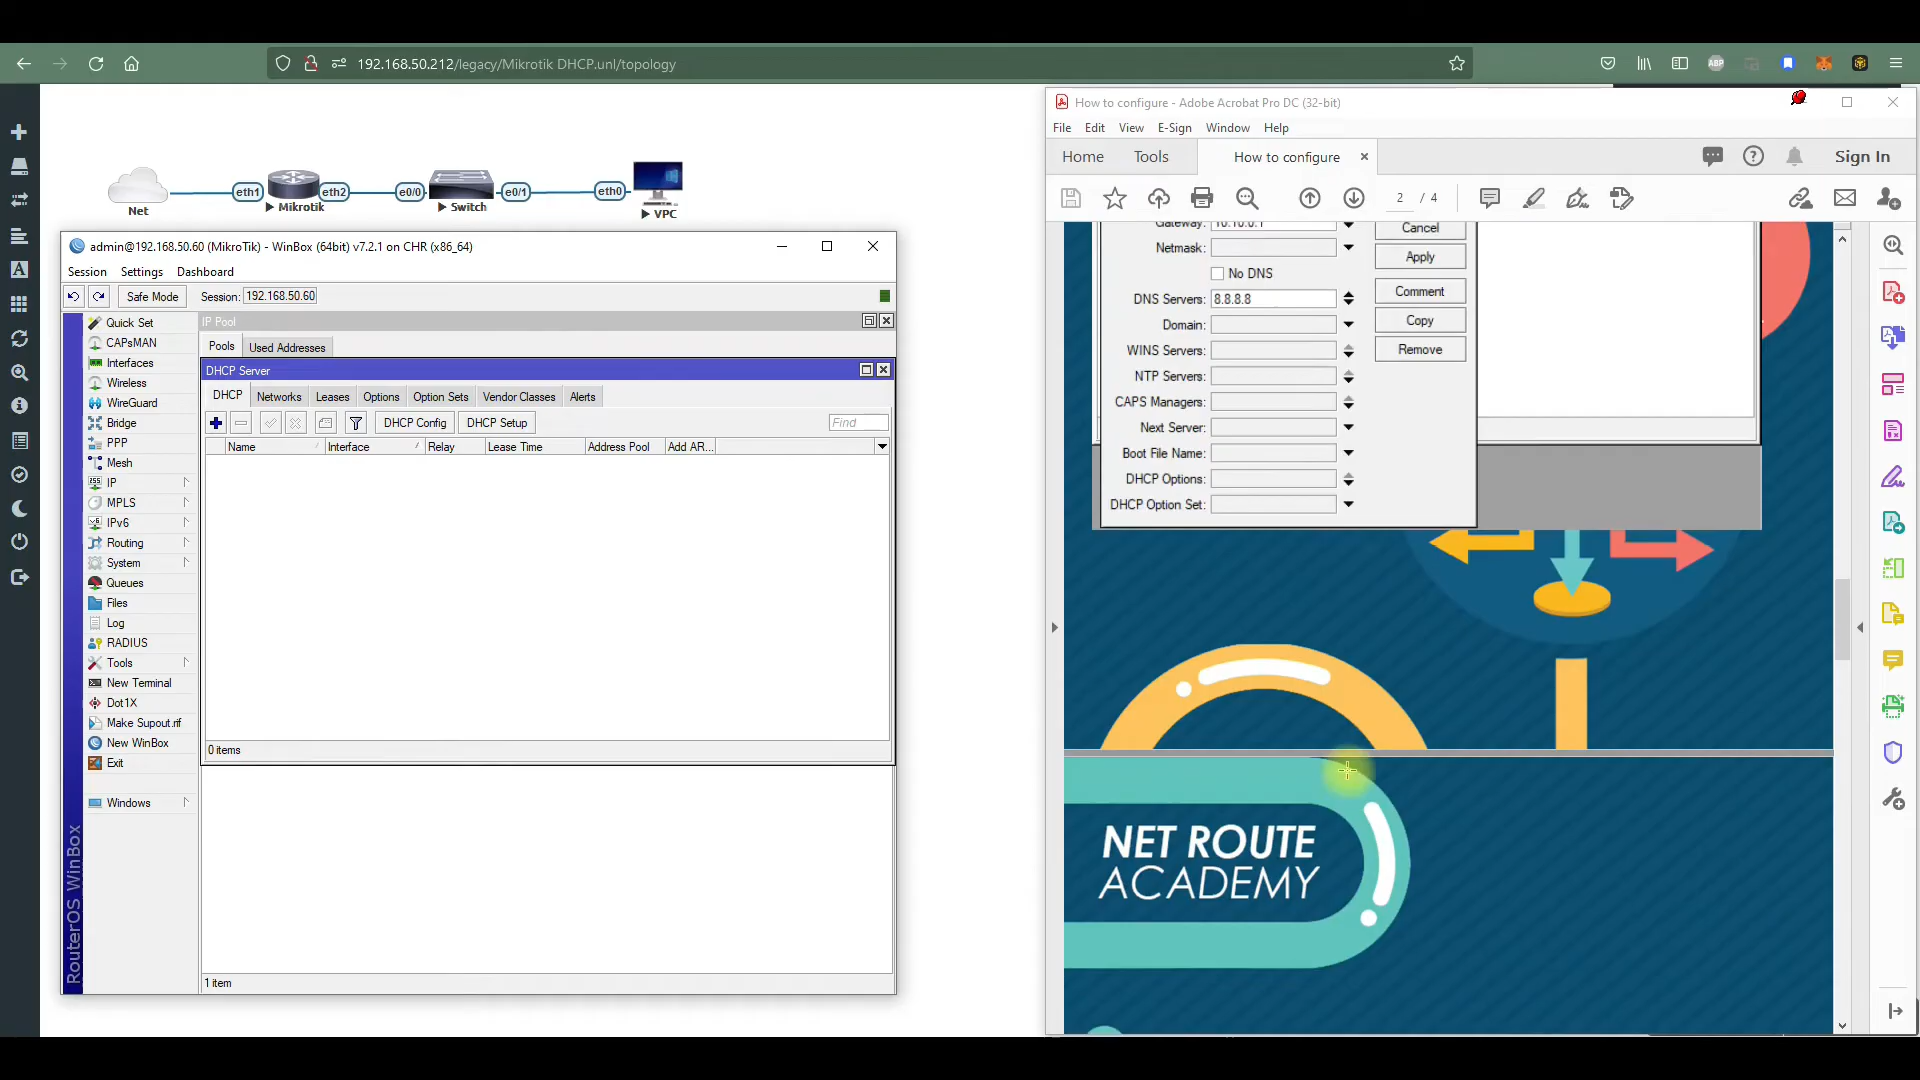 192.168.50.212/legacy/Mikrotik DHCP.unl/topology
ABP
Net
eth1
Mikrotik
eth2
e0/0
Switch
e0/1
eth0
VPC
admin@192.168.50.60 (MikroTik) - WinBox (64bit) v7.2.1 on CHR (x86_64)
Session Settings Dashboard
Safe Mode Session: 192.168.50.60
Quick Set
CAPsMAN
Interfaces
Wireless
WireGuard
Bridge
PPP
Mesh
IP
MPLS
IPv6
Routing
System
Queues
Files
Log
RADIUS
Tools
New Terminal
Dot1X
Make Supout.rif
New WinBox
Exit
Windows
RouterOS WinBox
IP Pool
Pools Used Addresses
DHCP Server
DHCP Networks Leases Options Option Sets Vendor Classes Alerts
DHCP Config DHCP Setup Find
Name Interface Relay Lease Time Address Pool Add AR...
0 items
1 item
How to configure - Adobe Acrobat Pro DC (32-bit)
File Edit View E-Sign Window Help
Home Tools How to configure Sign In
2 / 4
Gateway: 10.10.0.1
Netmask:
No DNS
DNS Servers: 8.8.8.8
Domain:
WINS Servers:
NTP Servers:
CAPS Managers:
Next Server:
Boot File Name:
DHCP Options:
DHCP Option Set:
Cancel
Apply
Comment
Copy
Remove
NET ROUTE
ACADEMY